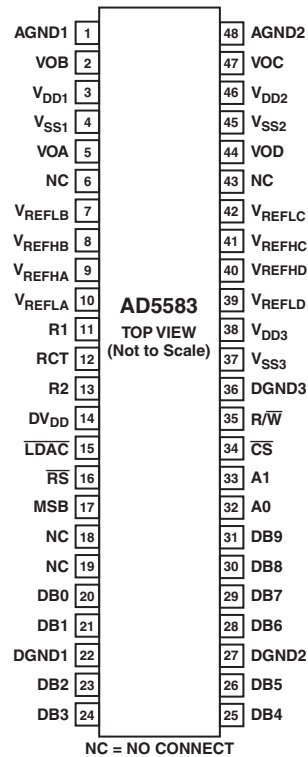 AGND1 1 48 AGND2
VOB 2 47 VOC
VDD1 3 46 VDD2
VSS1 4 45 VSS2
VOA 5 44 VOD
NC 6 43 NC
VREFLB 7 42 VREFLC
VREFHB 8 41 VREFHC
VREFHA 9 40 VREFHD
VREFLA 10 39 VREFLD
AD5583
R1 11 38 VDD3
TOP VIEW
(Not to Scale)
RCT 12 37 VSS3
R2 13 36 DGND3
DVDD 14 35 R/W̅
L̅D̅A̅C̅ 15 34 C̅S̅
R̅S̅ 16 33 A1
MSB 17 32 A0
NC 18 31 DB9
NC 19 30 DB8
DB0 20 29 DB7
DB1 21 28 DB6
DGND1 22 27 DGND2
DB2 23 26 DB5
DB3 24 25 DB4
NC = NO CONNECT